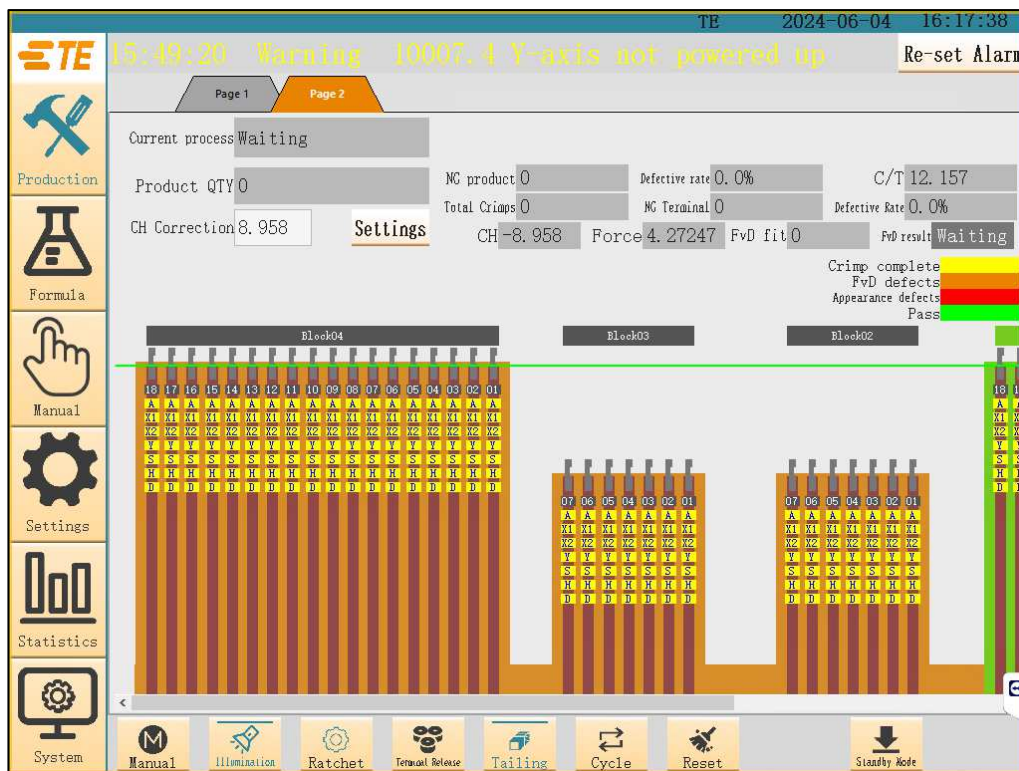 TE 2024-06-04 16:17:38
TE
15:49:20 Warning 10007.4 Y-axis not powered up
Re-set Alarm
Page 1
Page 2
Production
Formula
Manual
Settings
Statistics
System
Current process Waiting
Product QTY 0
NG product 0
Defective rate 0.0%
C/T 12.157
Total Crimps 0
NG Terminal 0
Defective Rate 0.0%
CH Correction 8.958
Settings
CH -8.958
Force 4.27247
FvD fit 0
FvD result Waiting
Crimp complete
FvD defects
Appearance defects
Pass
Block04
Block03
Block02
18 17 16 15 14 13 12 11 10 09 08 07 06 05 04 03 02 01
A A A A A A A A A A A A A A A A A A
X1 X1 X1 X1 X1 X1 X1 X1 X1 X1 X1 X1 X1 X1 X1 X1 X1 X1
X2 X2 X2 X2 X2 X2 X2 X2 X2 X2 X2 X2 X2 X2 X2 X2 X2 X2
Y Y Y Y Y Y Y Y Y Y Y Y Y Y Y Y Y Y
S S S S S S S S S S S S S S S S S S
H H H H H H H H H H H H H H H H H H
D D D D D D D D D D D D D D D D D D
07 06 05 04 03 02 01
A A A A A A A
X1 X1 X1 X1 X1 X1 X1
X2 X2 X2 X2 X2 X2 X2
Y Y Y Y Y Y Y
S S S S S S S
H H H H H H H
D D D D D D D
07 06 05 04 03 02 01
A A A A A A A
X1 X1 X1 X1 X1 X1 X1
X2 X2 X2 X2 X2 X2 X2
Y Y Y Y Y Y Y
S S S S S S S
H H H H H H H
D D D D D D D
18
A
X1
X2
Y
S
H
D
M
Manual
Illumination
Ratchet
Termoal Release
Tailing
Cycle
Reset
Standby Mode